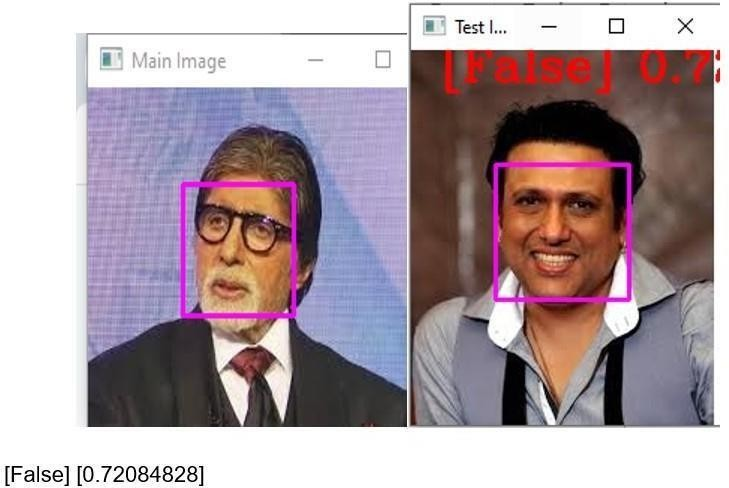 Main Image
Test I...
[False] 0.72
[False] [0.72084828]